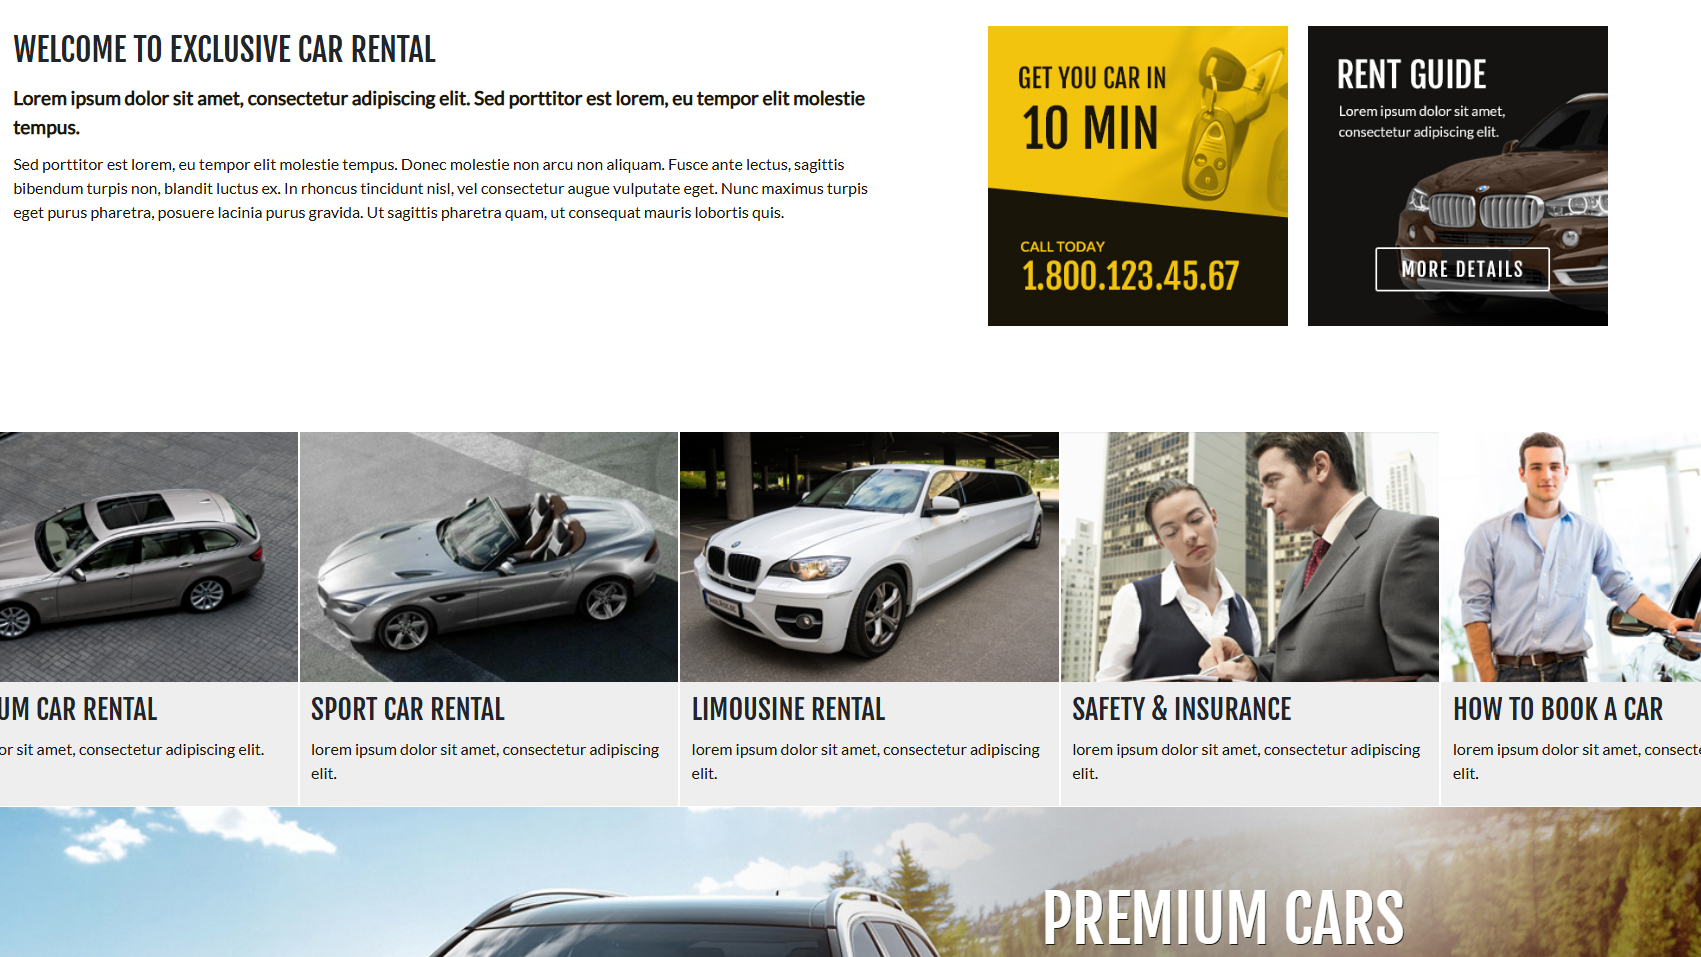 WELCOME TO EXCLUSIVE CAR RENTAL
Lorem ipsum dolor sit amet, consectetur adipiscing elit. Sed porttitor est lorem, eu tempor elit molestie
tempus.
Sed porttitor est lorem, eu tempor elit molestie tempus. Donec molestie non arcu non aliquam. Fusce ante lectus, sagittis
bibendum turpis non, blandit luctus ex. In rhoncus tincidunt nisl, vel consectetur augue vulputate eget. Nunc maximus turpis
eget purus pharetra, posuere lacinia purus gravida. Ut sagittis pharetra quam, ut consequat mauris lobortis quis.
GET YOU CAR IN
10 MIN
CALL TODAY
1.800.123.45.67
RENT GUIDE
Lorem ipsum dolor sit amet,
consectetur adipiscing elit.
MORE DETAILS
UM CAR RENTAL
or sit amet, consectetur adipiscing elit.
SPORT CAR RENTAL
lorem ipsum dolor sit amet, consectetur adipiscing
elit.
LIMOUSINE RENTAL
lorem ipsum dolor sit amet, consectetur adipiscing
elit.
SAFETY & INSURANCE
lorem ipsum dolor sit amet, consectetur adipiscing
elit.
HOW TO BOOK A CAR
lorem ipsum dolor sit amet, consecte
elit.
PREMIUM CARS